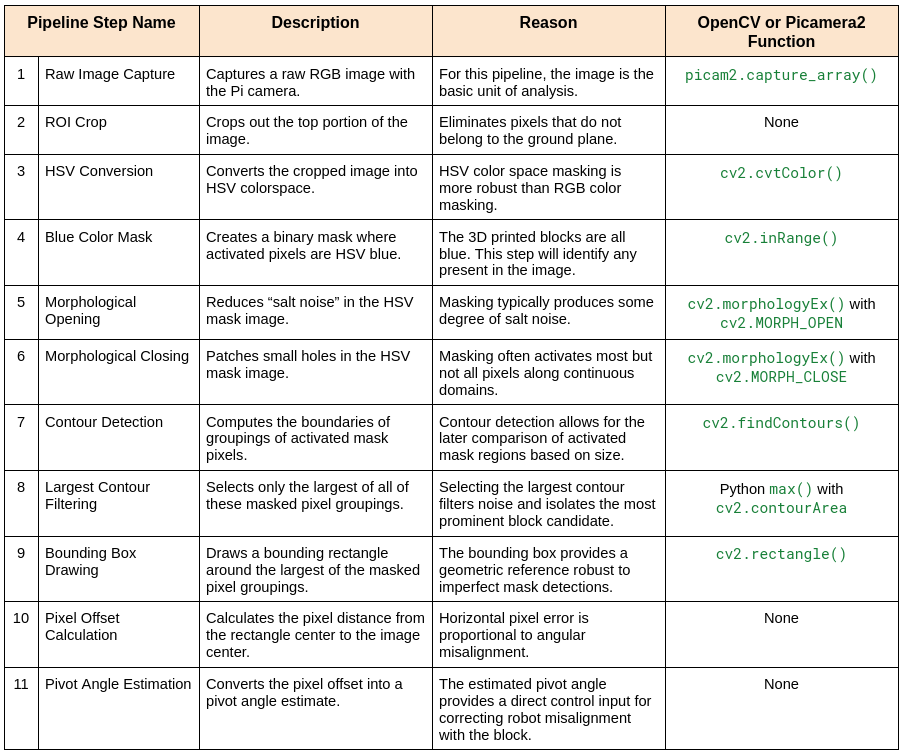 Pipeline Step Name
Description
Reason
OpenCV or Picamera2
Function
1
Raw Image Capture
Captures a raw RGB image with
the Pi camera.
For this pipeline, the image is the
basic unit of analysis.
picam2.capture_array()
2
ROI Crop
Crops out the top portion of the
image.
Eliminates pixels that do not
belong to the ground plane.
None
3
HSV Conversion
Converts the cropped image into
HSV colorspace.
HSV color space masking is
more robust than RGB color
masking.
cv2.cvtColor()
4
Blue Color Mask
Creates a binary mask where
activated pixels are HSV blue.
The 3D printed blocks are all
blue. This step will identify any
present in the image.
cv2.inRange()
5
Morphological
Opening
Reduces “salt noise” in the HSV
mask image.
Masking typically produces some
degree of salt noise.
cv2.morphologyEx() with
cv2.MORPH_OPEN
6
Morphological Closing
Patches small holes in the HSV
mask image.
Masking often activates most but
not all pixels along continuous
domains.
cv2.morphologyEx() with
cv2.MORPH_CLOSE
7
Contour Detection
Computes the boundaries of
groupings of activated mask
pixels.
Contour detection allows for the
later comparison of activated
mask regions based on size.
cv2.findContours()
8
Largest Contour
Filtering
Selects only the largest of all of
these masked pixel groupings.
Selecting the largest contour
filters noise and isolates the most
prominent block candidate.
Python max() with
cv2.contourArea
9
Bounding Box
Drawing
Draws a bounding rectangle
around the largest of the masked
pixel groupings.
The bounding box provides a
geometric reference robust to
imperfect mask detections.
cv2.rectangle()
10
Pixel Offset
Calculation
Calculates the pixel distance from
the rectangle center to the image
center.
Horizontal pixel error is
proportional to angular
misalignment.
None
11
Pivot Angle Estimation
Converts the pixel offset into a
pivot angle estimate.
The estimated pivot angle
provides a direct control input for
correcting robot misalignment
with the block.
None